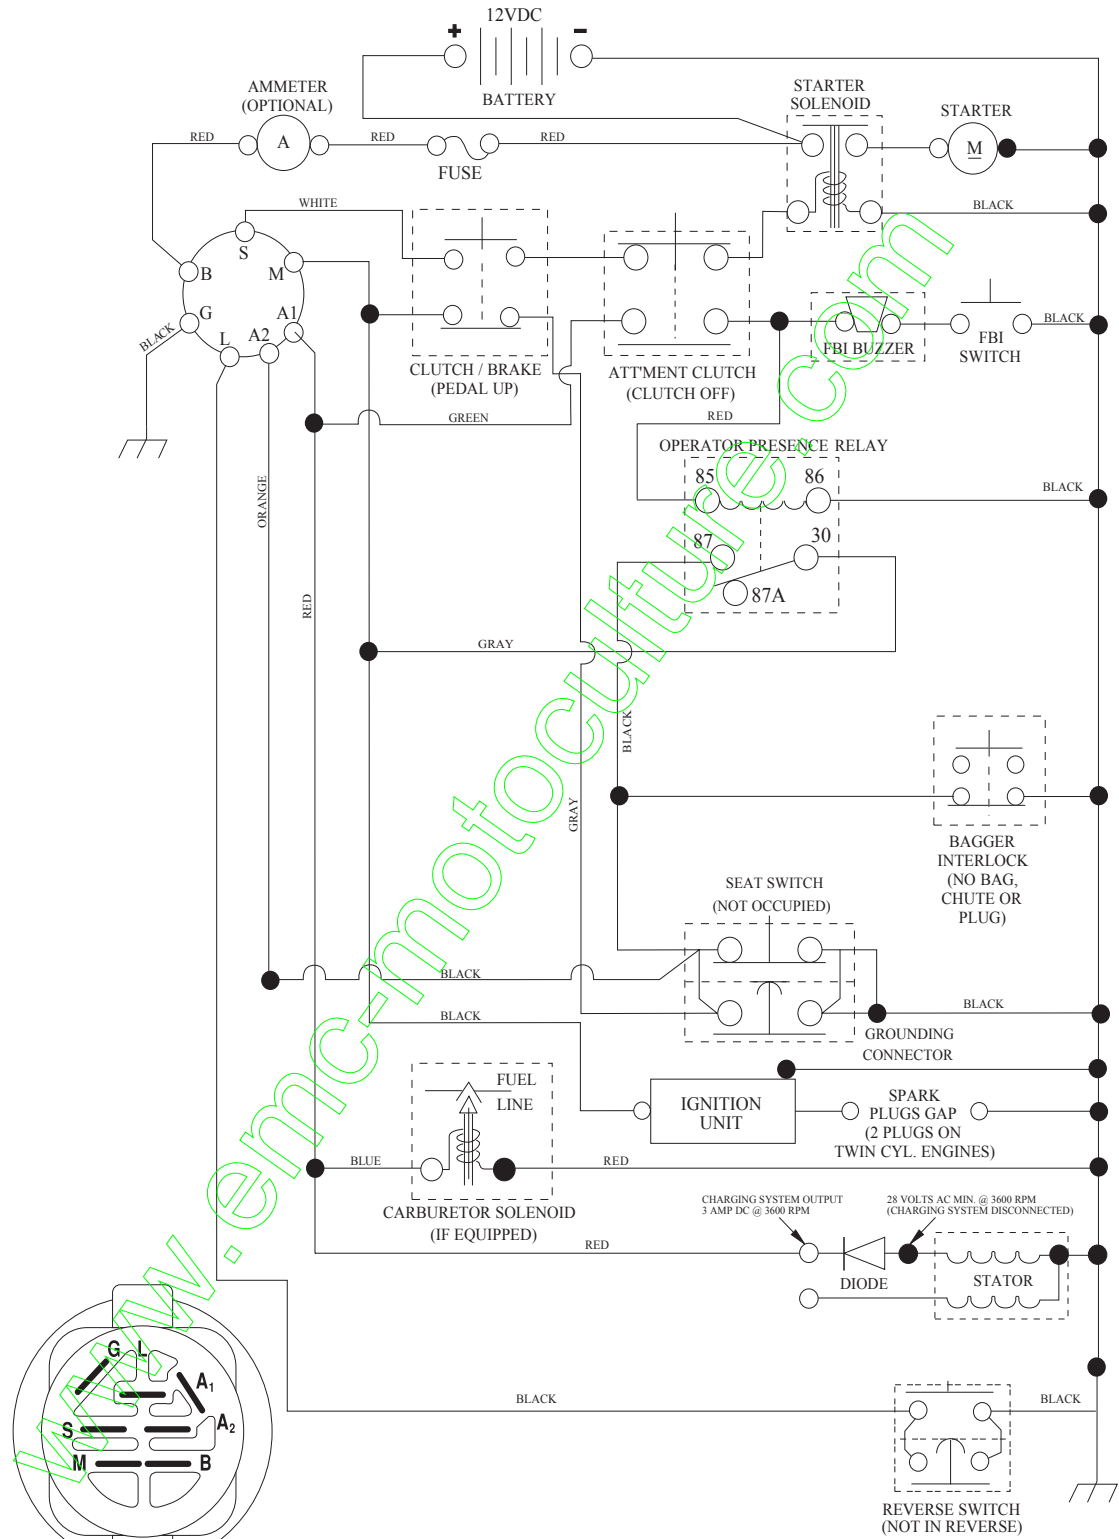 12VDC
+
−
BATTERY
AMMETER
(OPTIONAL)
STARTER
SOLENOID
STARTER
RED
A
RED
FUSE
RED
M
WHITE
BLACK
S
B
M
G
A1
L
A2
BLACK
CLUTCH / BRAKE
(PEDAL UP)
ATT'MENT CLUTCH
(CLUTCH OFF)
FBI BUZZER
FBI
SWITCH
BLACK
GREEN
RED
OPERATOR PRESENCE RELAY
85
86
BLACK
87
30
87A
ORANGE
RED
GRAY
BLACK
GRAY
BAGGER
INTERLOCK
(NO BAG,
CHUTE OR
PLUG)
SEAT SWITCH
(NOT OCCUPIED)
BLACK
BLACK
BLACK
GROUNDING
CONNECTOR
FUEL
LINE
IGNITION
UNIT
SPARK
PLUGS GAP
(2 PLUGS ON
TWIN CYL. ENGINES)
BLUE
RED
CARBURETOR SOLENOID
(IF EQUIPPED)
CHARGING SYSTEM OUTPUT
3 AMP DC @ 3600 RPM
28 VOLTS AC MIN. @ 3600 RPM
(CHARGING SYSTEM DISCONNECTED)
RED
DIODE
STATOR
G
L
A1
A2
S
M
B
BLACK
BLACK
REVERSE SWITCH
(NOT IN REVERSE)
www.emc-motoculture.com